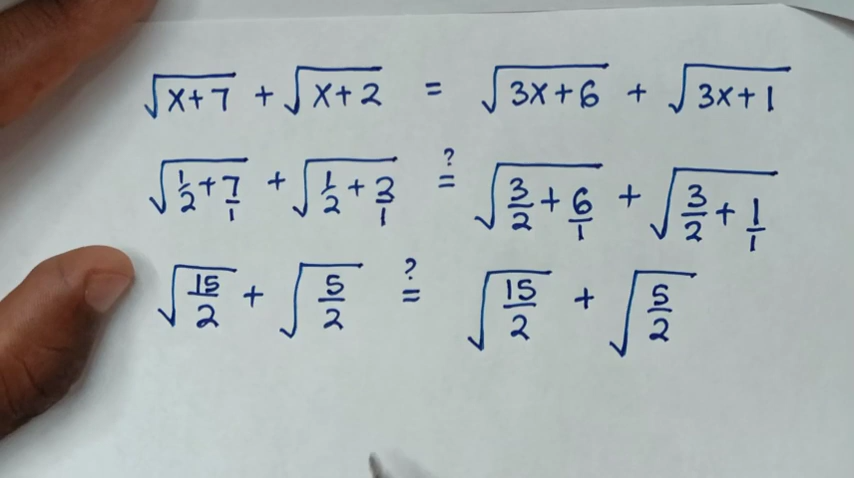 √(x+7) + √(x+2) = √(3x+6) + √(3x+1)
√(1/2 + 7/1) + √(1/2 + 2/1) ≟ √(3/2 + 6/1) + √(3/2 + 1/1)
√(15/2) + √(5/2) ≟ √(15/2) + √(5/2)